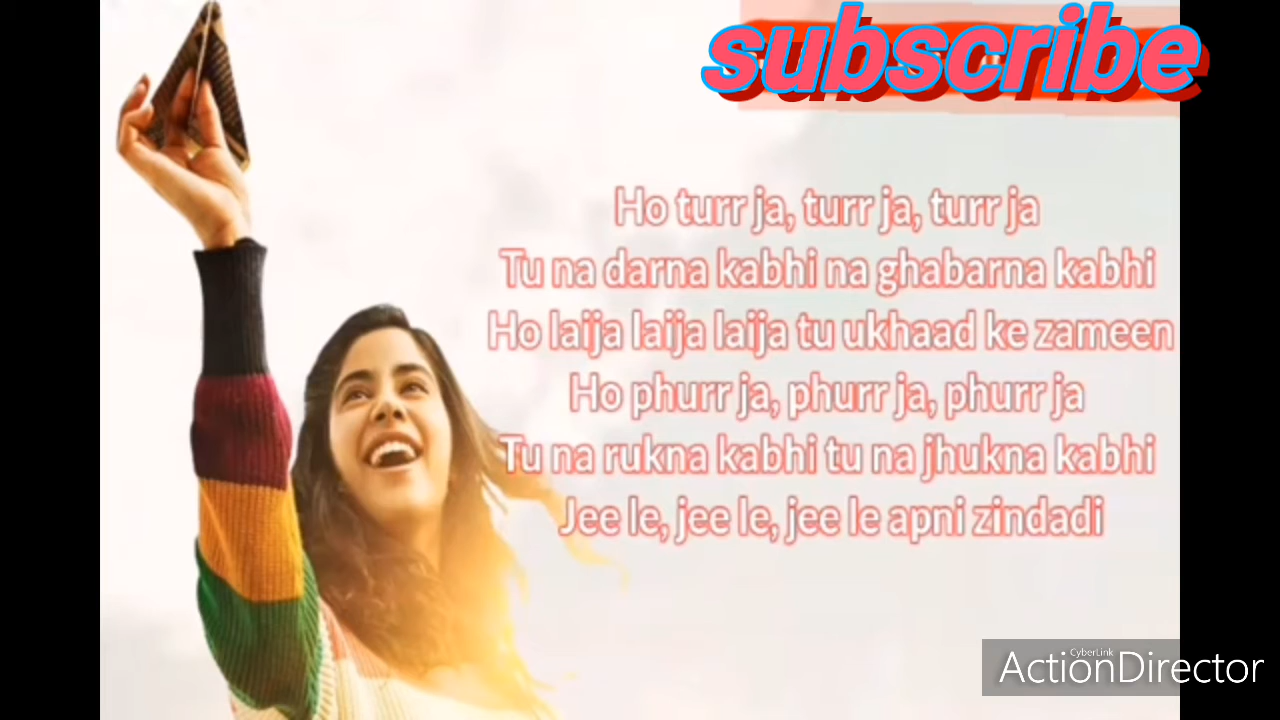 subscribe
Ho turr ja, turr ja, turr ja
Tu na darna kabhi na ghabarna kabhi
Ho laija laija laija tu ukhaad ke zameen
Ho phurr ja, phurr ja, phurr ja
Tu na rukna kabhi tu na jhukna kabhi
Jee le, jee le, jee le apni zindadi
CyberLink
ActionDirector